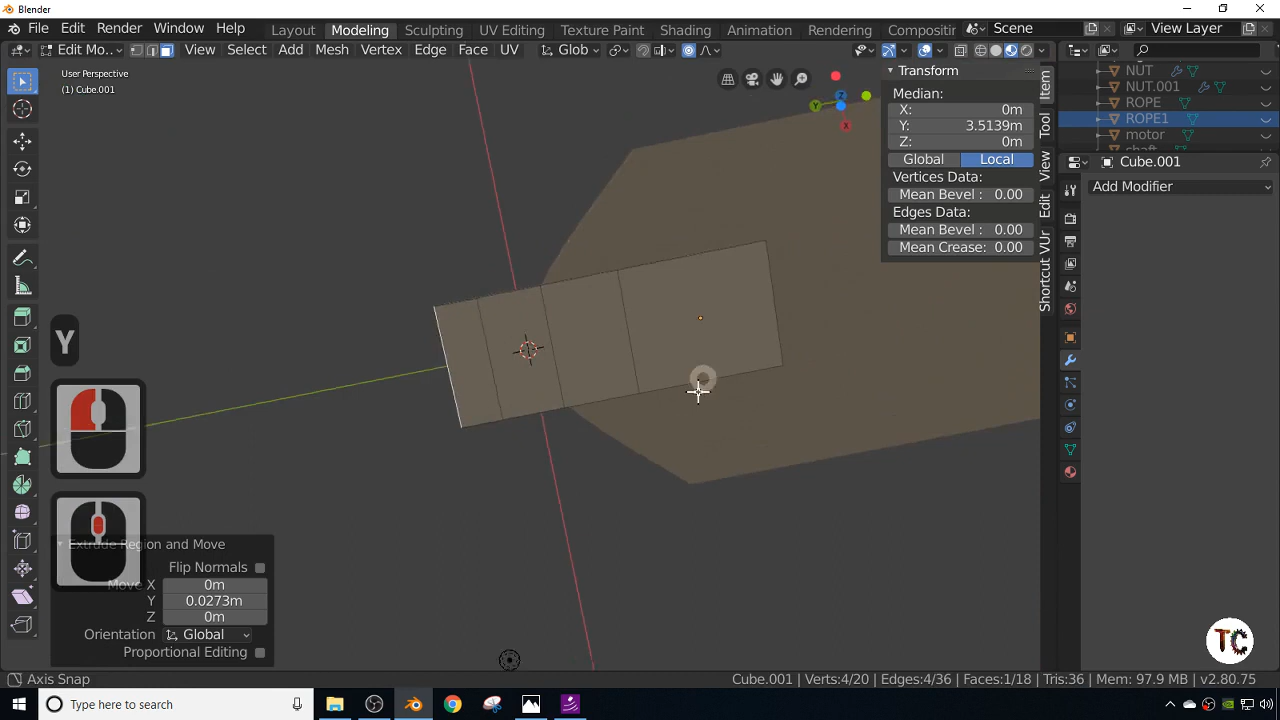 Blender
File Edit Render Window Help Layout Modeling Sculpting UV Editing Texture Paint Shading Animation Rendering Compositir Scene View Layer
Edit Mo... View Select Add Mesh Vertex Edge Face UV Glob
User Perspective
(1) Cube.001
Transform
Median:
X: 0m
Y: 3.5139m
Z: 0m
Global Local
Vertices Data:
Mean Bevel : 0.00
Edges Data:
Mean Bevel : 0.00
Mean Crease: 0.00
Item
Tool
View
Edit
Shortcut VUr
NUT
NUT.001
ROPE
ROPE1
motor
shaft
Cube.001
Add Modifier
Z
Y
X
Y
Extrude Region and Move
Flip Normals
Move X 0m
Y 0.0273m
Z 0m
Orientation Global
Proportional Editing
TC
Axis Snap
Cube.001 | Verts:4/20 | Edges:4/36 | Faces:1/18 | Tris:36 | Mem: 97.9 MB | v2.80.75
Type here to search